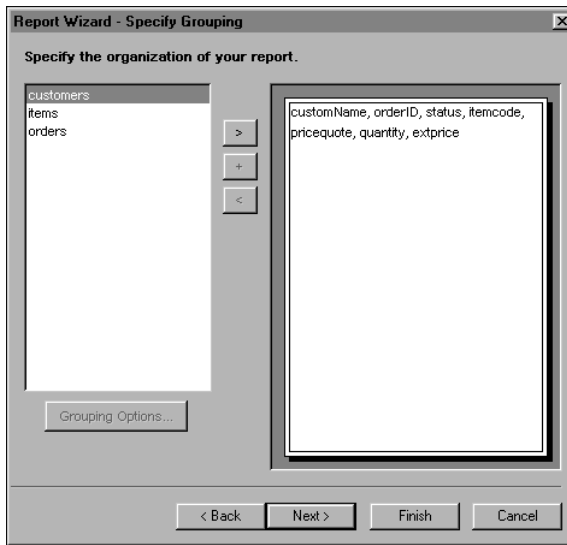 Report Wizard - Specify Grouping
Specify the organization of your report.
customers
items
orders
>
+
<
customName, orderID, status, itemcode,
pricequote, quantity, extprice
Grouping Options...
< Back Next > Finish Cancel